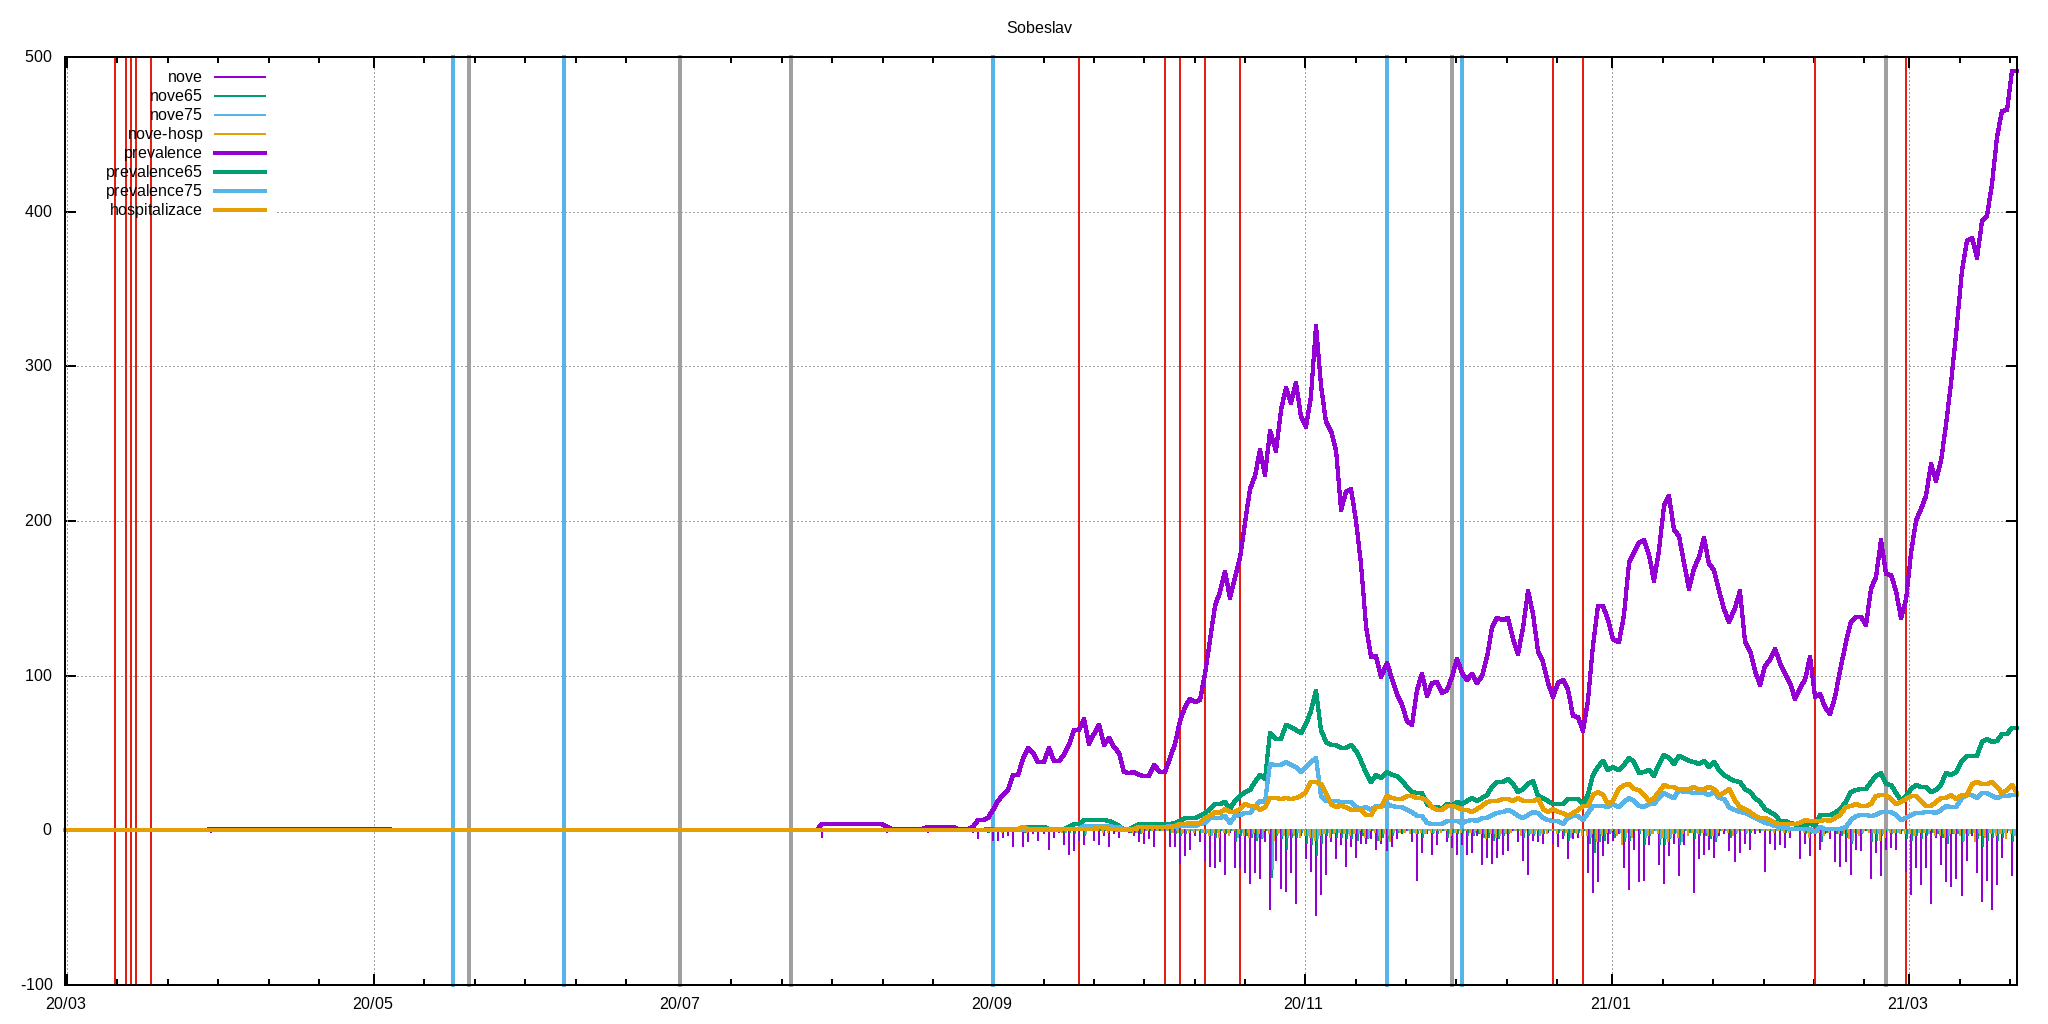 Sobeslav
500
nove
nove65
nove75
nove-hosp
prevalence
prevalence65
prevalence75
hospitalizace
400
300
200
100
0
-100
20/03 20/05 20/07 20/09 20/11 21/01 21/03